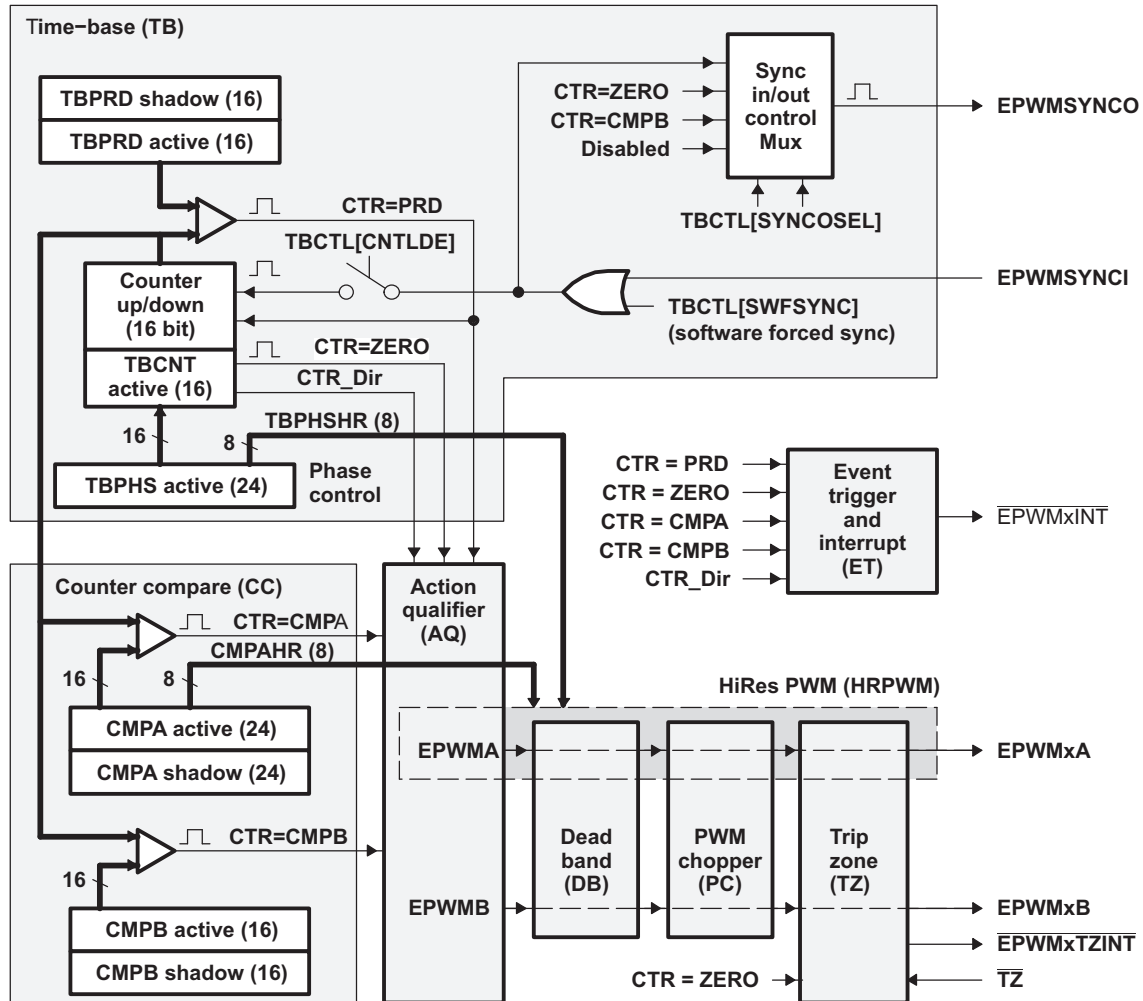 Time−base (TB)
TBPRD shadow (16)
TBPRD active (16)
CTR=ZERO
CTR=CMPB
Disabled
Sync
in/out
control
Mux
EPWMSYNCO
TBCTL[SYNCOSEL]
CTR=PRD
TBCTL[CNTLDE]
Counter
up/down
(16 bit)
TBCNT
active (16)
EPWMSYNCI
TBCTL[SWFSYNC]
(software forced sync)
CTR=ZERO
CTR_Dir
TBPHSHR (8)
16
8
TBPHS active (24)
Phase
control
CTR = PRD
CTR = ZERO
CTR = CMPA
CTR = CMPB
CTR_Dir
Event
trigger
and
interrupt
(ET)
EPWMxINT
Counter compare (CC)
CTR=CMPA
CMPAHR (8)
16
8
CMPA active (24)
CMPA shadow (24)
CTR=CMPB
16
CMPB active (16)
CMPB shadow (16)
Action
qualifier
(AQ)
EPWMA
EPWMB
HiRes PWM (HRPWM)
Dead
band
(DB)
PWM
chopper
(PC)
Trip
zone
(TZ)
EPWMxA
EPWMxB
EPWMxTZINT
CTR = ZERO
TZ